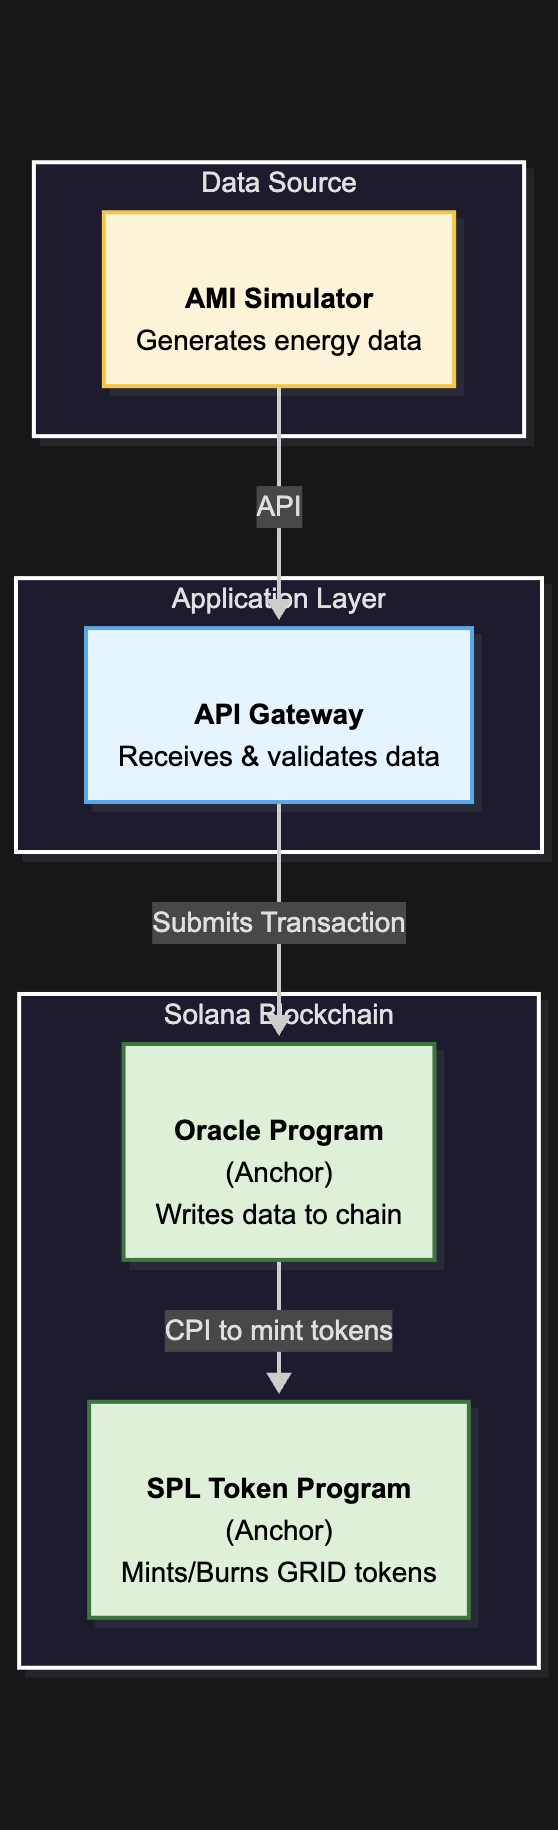 Data Source
AMI Simulator
Generates energy data
API
Application Layer
API Gateway
Receives & validates data
Submits Transaction
Solana Blockchain
Oracle Program
(Anchor)
Writes data to chain
CPI to mint tokens
SPL Token Program
(Anchor)
Mints/Burns GRID tokens